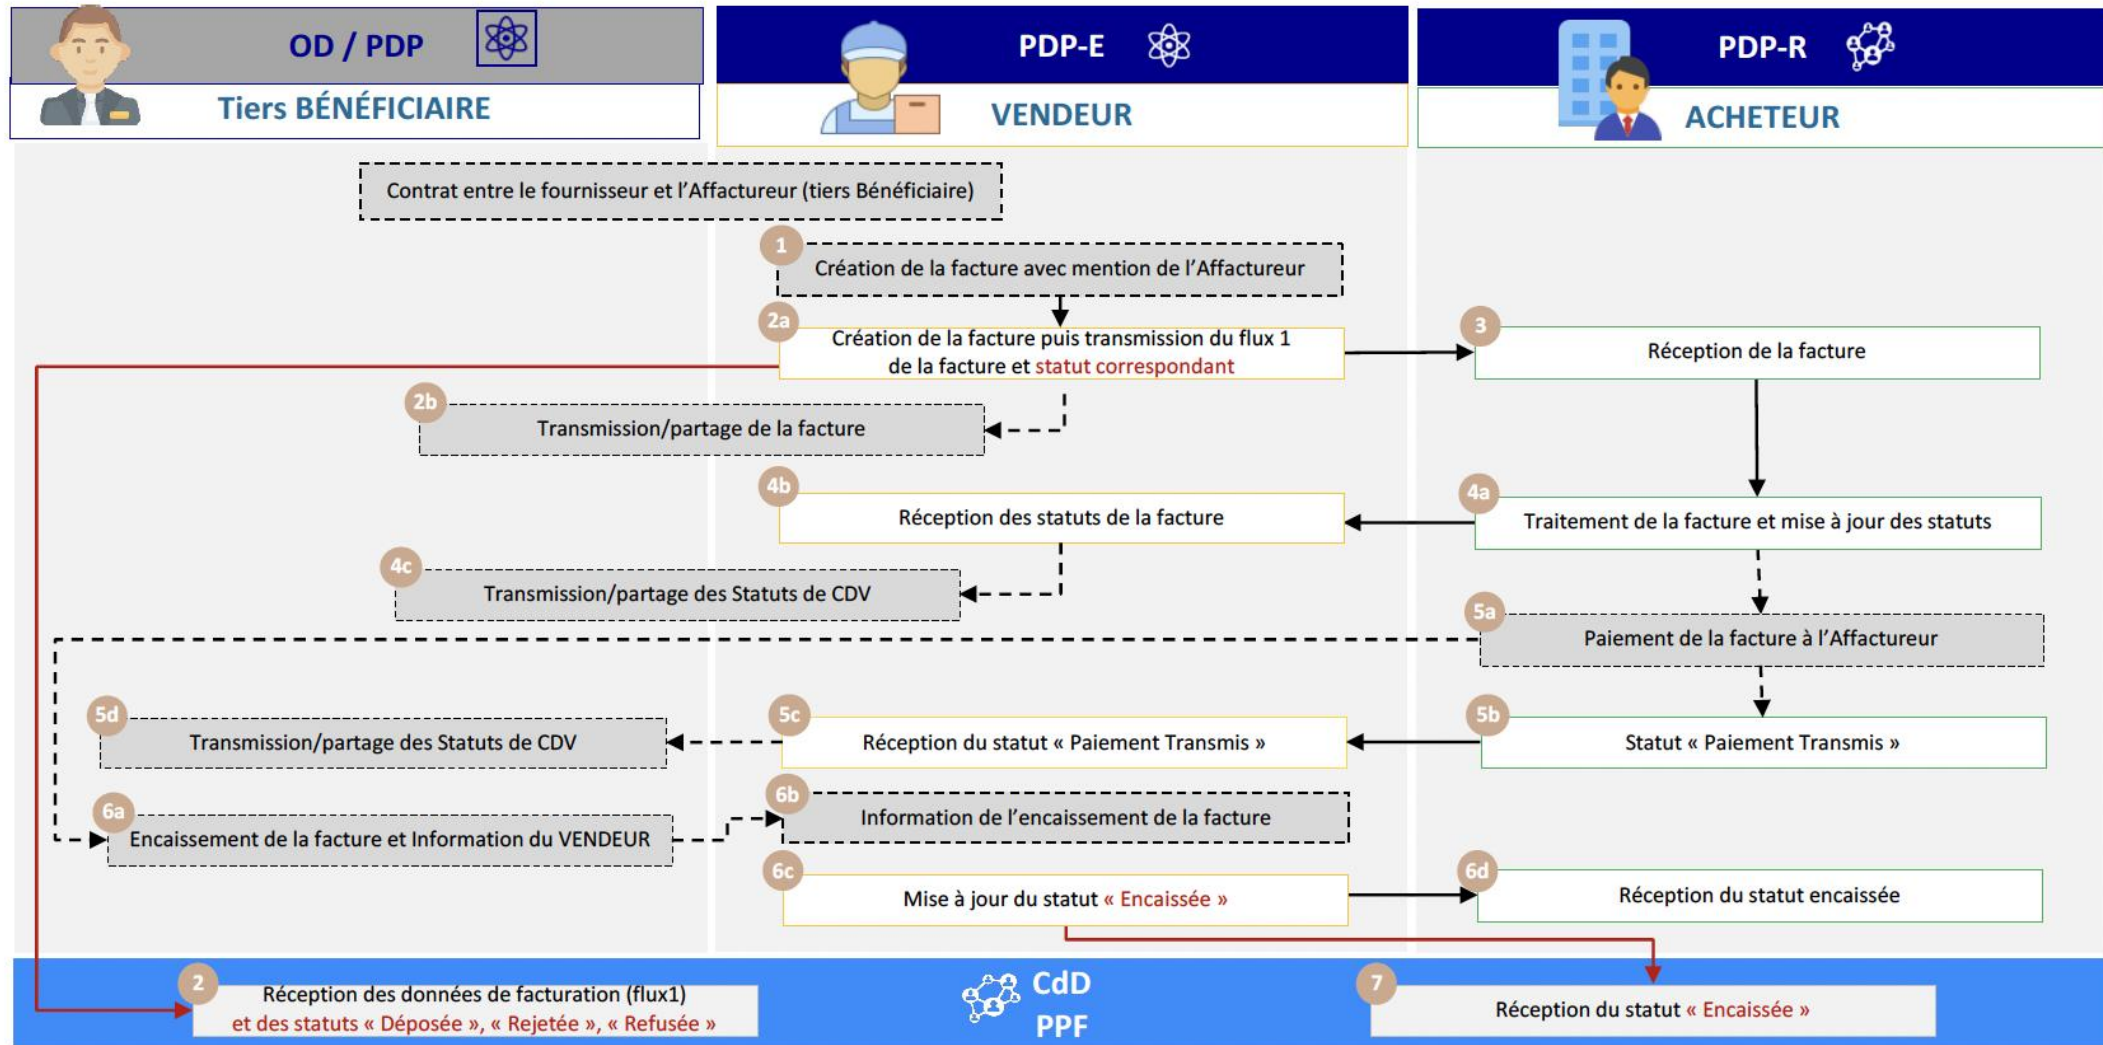 OD / PDP
PDP-E
PDP-R
Tiers BÉNÉFICIAIRE
VENDEUR
ACHETEUR
Contrat entre le fournisseur et l'Affactureur (tiers Bénéficiaire)
1
Création de la facture avec mention de l'Affactureur
2a
Création de la facture puis transmission du flux 1
de la facture et statut correspondant
3
Réception de la facture
2b
Transmission/partage de la facture
4b
Réception des statuts de la facture
4a
Traitement de la facture et mise à jour des statuts
4c
Transmission/partage des Statuts de CDV
5a
Paiement de la facture à l'Affactureur
5d
Transmission/partage des Statuts de CDV
5c
Réception du statut « Paiement Transmis »
5b
Statut « Paiement Transmis »
6a
Encaissement de la facture et Information du VENDEUR
6b
Information de l'encaissement de la facture
6c
Mise à jour du statut « Encaissée »
6d
Réception du statut encaissée
2
Réception des données de facturation (flux1)
et des statuts « Déposée », « Rejetée », « Refusée »
CdD
PPF
7
Réception du statut « Encaissée »